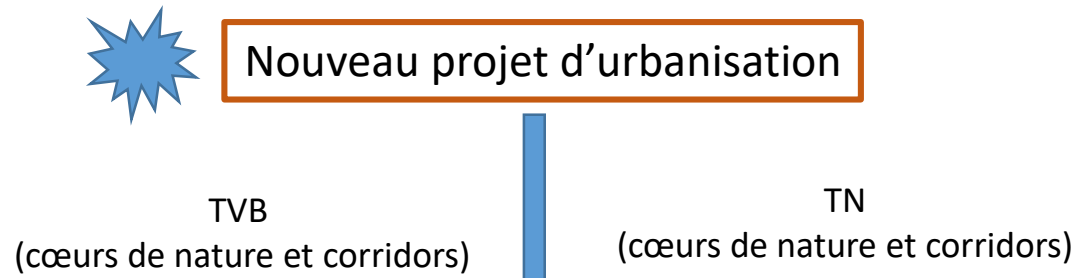 Nouveau projet d’urbanisation
TVB
(cœurs de nature et corridors)
TN
(cœurs de nature et corridors)